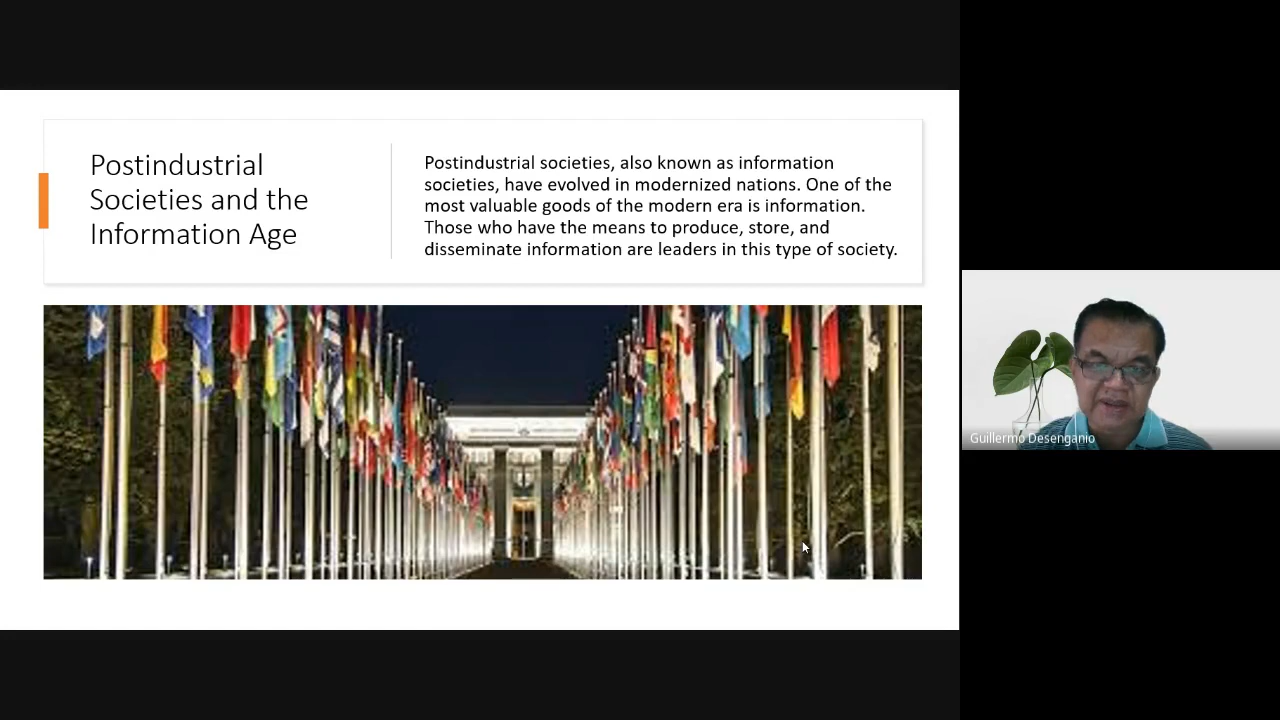 Postindustrial
Societies and the
Information Age
Postindustrial societies, also known as information
societies, have evolved in modernized nations. One of the
most valuable goods of the modern era is information.
Those who have the means to produce, store, and
disseminate information are leaders in this type of society.
Guillermo Desenganio